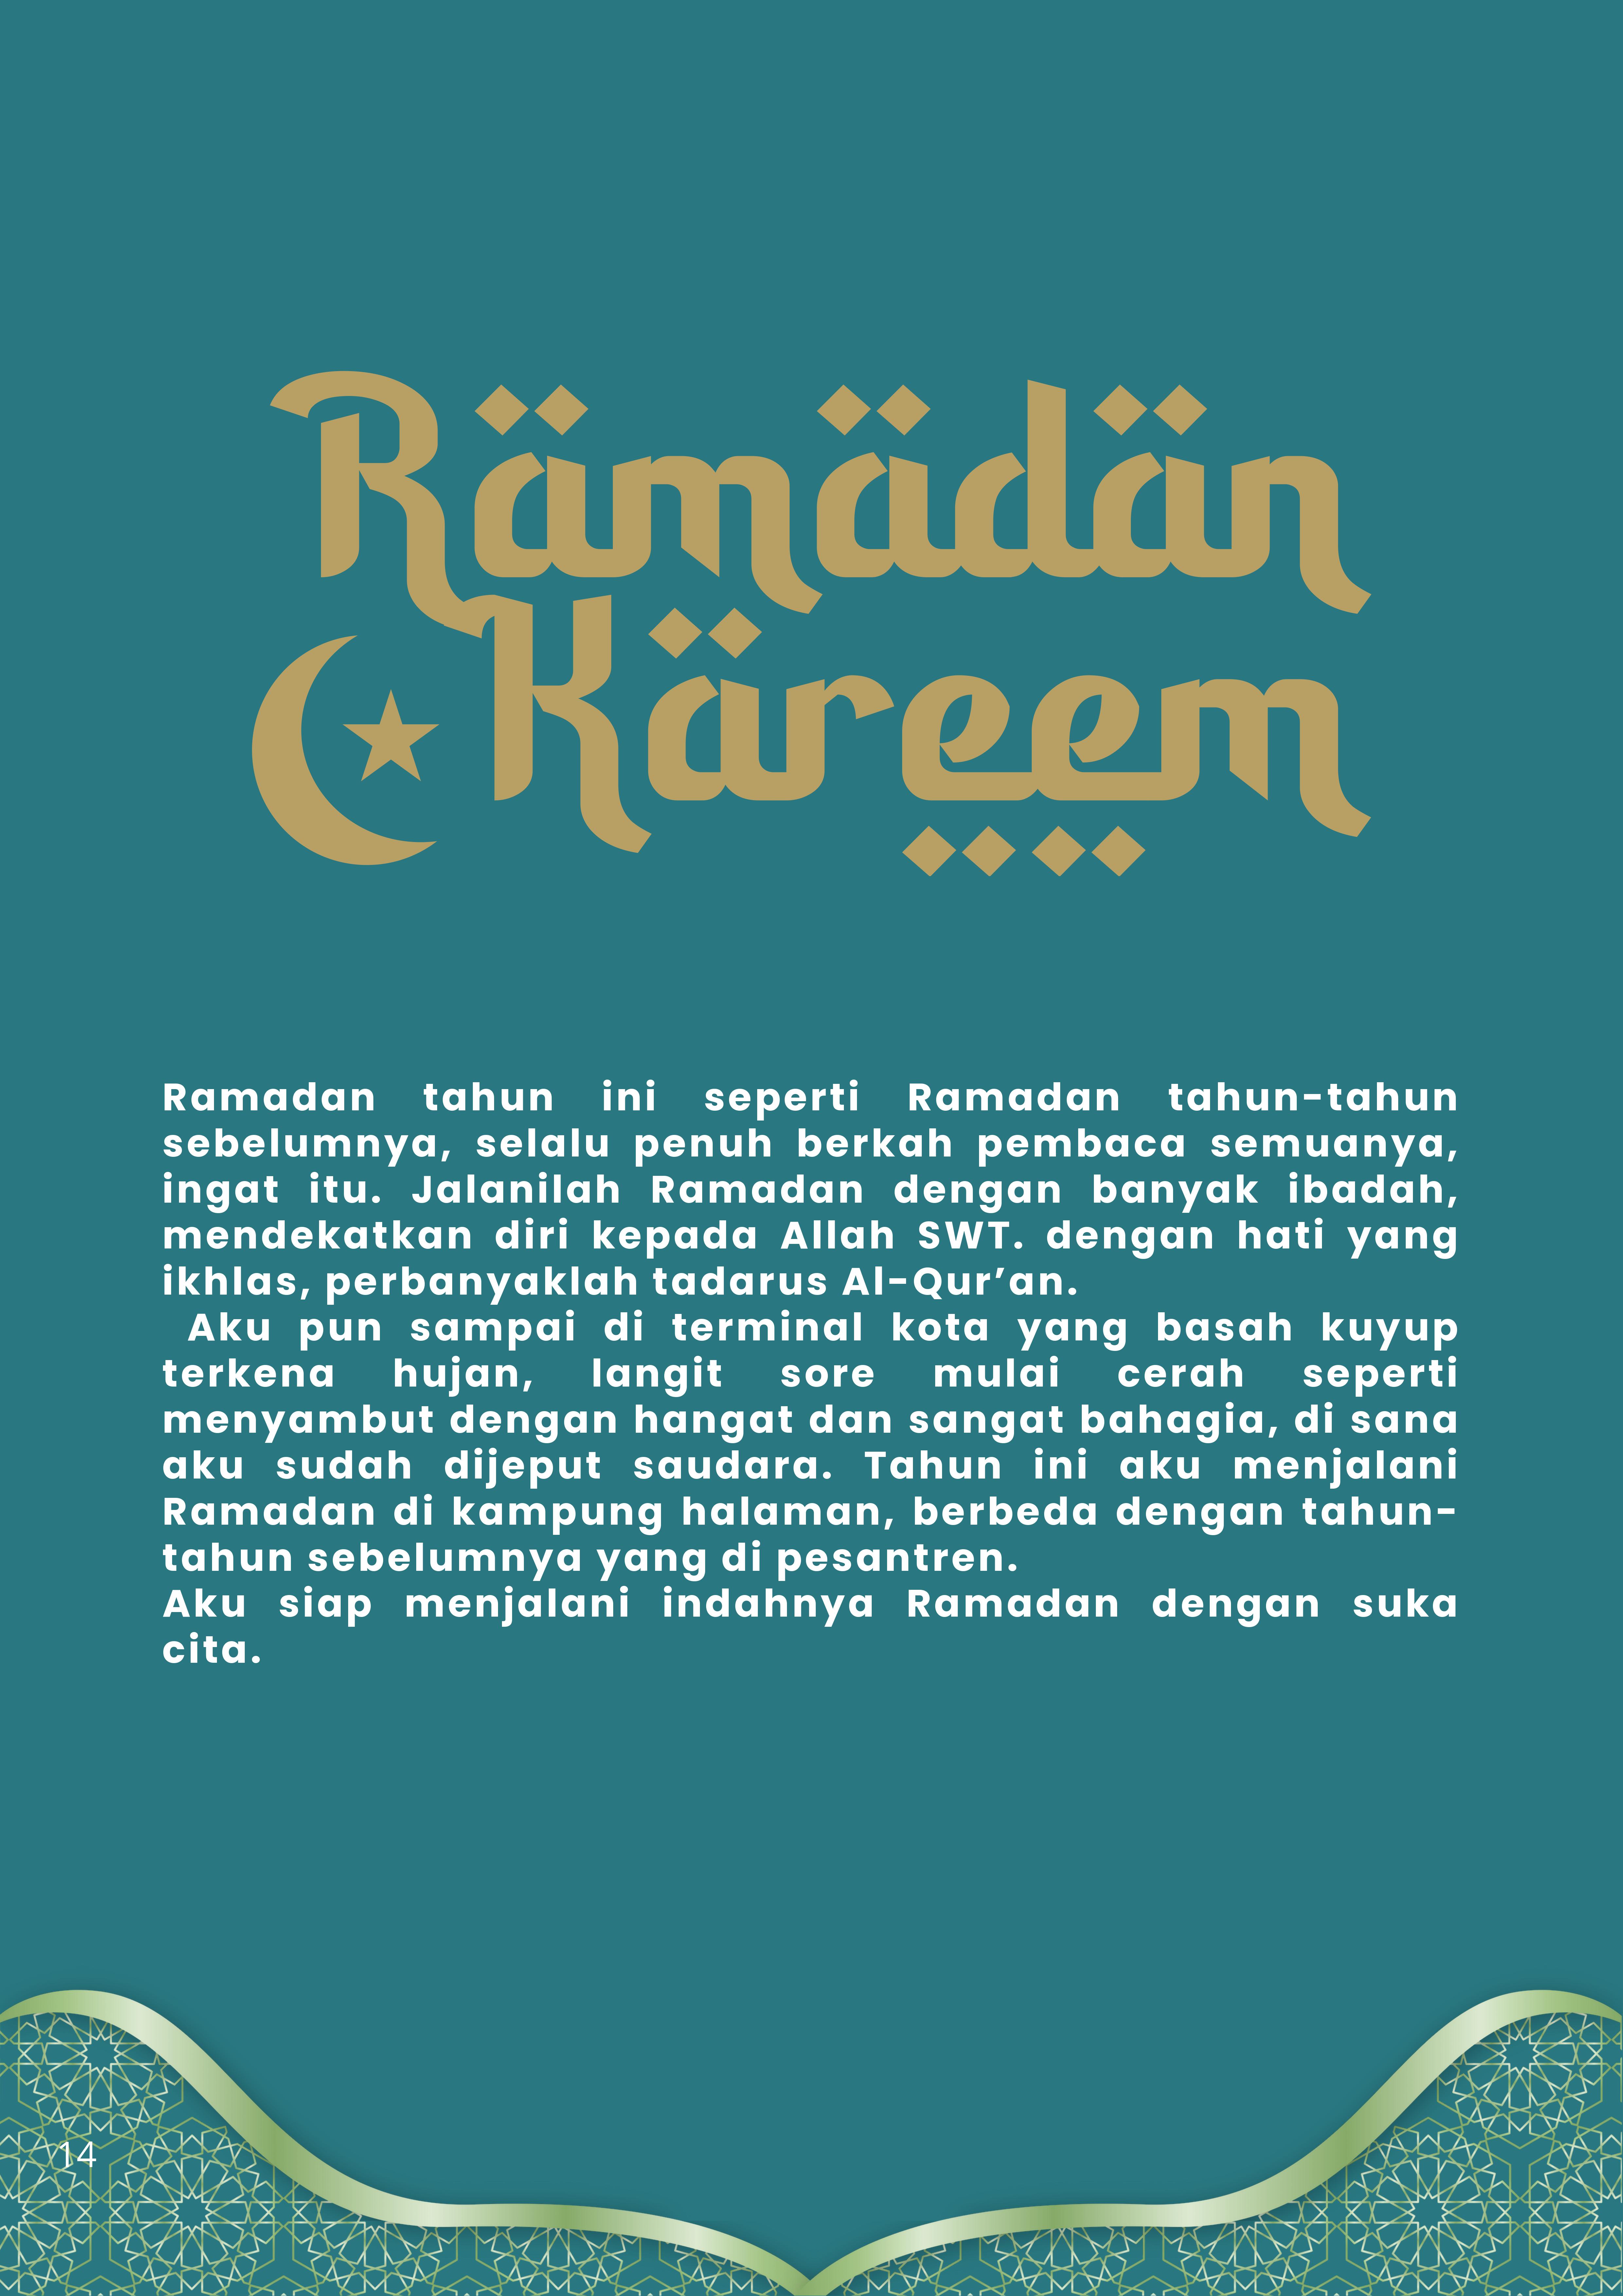 Ramadan
Kareem
Ramadan tahun ini seperti Ramadan tahun-tahun
sebelumnya, selalu penuh berkah pembaca semuanya,
ingat itu. Jalanilah Ramadan dengan banyak ibadah,
mendekatkan diri kepada Allah SWT. dengan hati yang
ikhlas, perbanyaklah tadarus Al-Qur’an.
Aku pun sampai di terminal kota yang basah kuyup
terkena hujan, langit sore mulai cerah seperti
menyambut dengan hangat dan sangat bahagia, di sana
aku sudah dijeput saudara. Tahun ini aku menjalani
Ramadan di kampung halaman, berbeda dengan tahun-
tahun sebelumnya yang di pesantren.
Aku siap menjalani indahnya Ramadan dengan suka
cita.
14